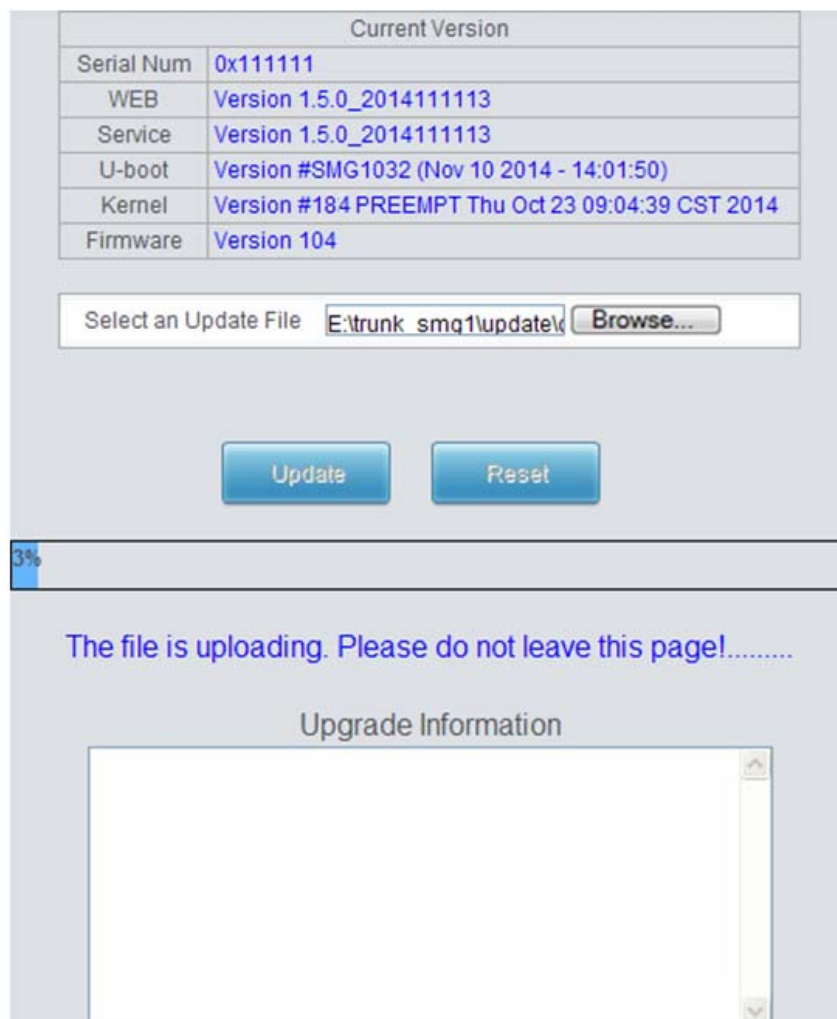 Current Version
Serial Num 0x111111
WEB Version 1.5.0_2014111113
Service Version 1.5.0_2014111113
U-boot Version #SMG1032 (Nov 10 2014 - 14:01:50)
Kernel Version #184 PREEMPT Thu Oct 23 09:04:39 CST 2014
Firmware Version 104
Select an Update File E:\trunk_smg1\update\ Browse...
Update Reset
3%
The file is uploading. Please do not leave this page!.........
Upgrade Information